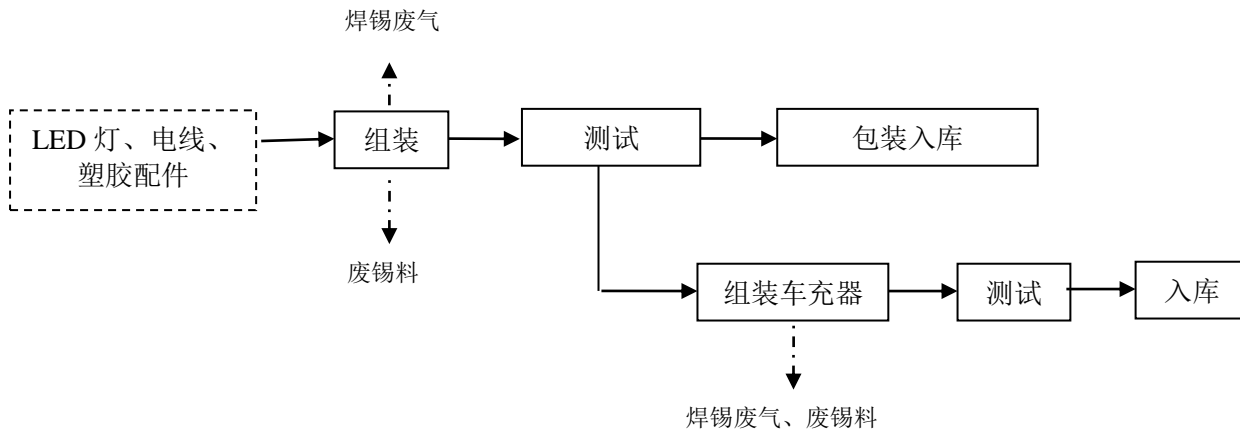 焊锡废气
LED 灯、电线、
塑胶配件
组装
测试
包装入库
废锡料
组装车充器
测试
入库
焊锡废气、废锡料